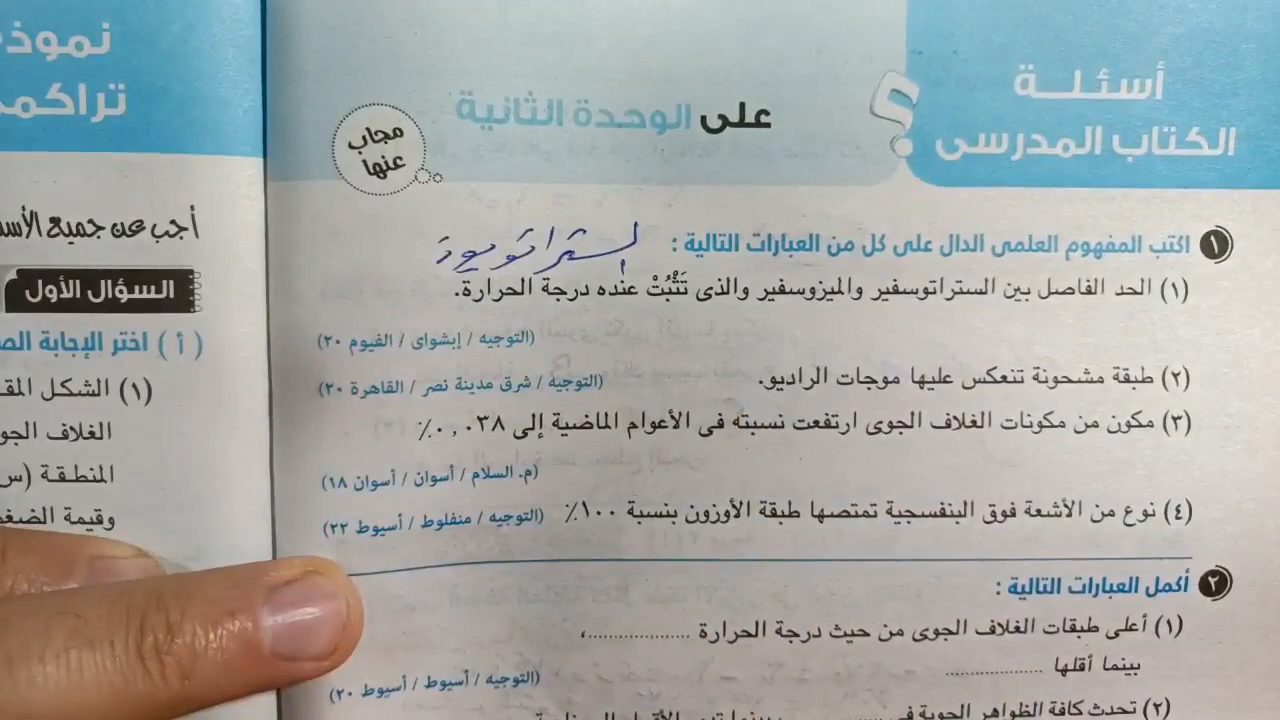 أسئلة
الكتاب المدرسى
على الوحدة الثانية
مجاب
عنها
١ اكتب المفهوم العلمى الدال على كل من العبارات التالية :
(١) الحد الفاصل بين الستراتوسفير والميزوسفير والذى تَثْبُتْ عنده درجة الحرارة.
(التوجيه / إبشواى / الفيوم ٢٠)
(٢) طبقة مشحونة تنعكس عليها موجات الراديو.
(التوجيه / شرق مدينة نصر / القاهرة ٢٠)
(٣) مكون من مكونات الغلاف الجوى ارتفعت نسبته فى الأعوام الماضية إلى ٠,٠٣٨٪
(م. السلام / أسوان / أسوان ١٨)
(٤) نوع من الأشعة فوق البنفسجية تمتصها طبقة الأوزون بنسبة ١٠٠٪
(التوجيه / منفلوط / أسيوط ٢٢)
٢ أكمل العبارات التالية :
(١) أعلى طبقات الغلاف الجوى من حيث درجة الحرارة ....................،
بينما أقلها ....................
(التوجيه / أسيوط / أسيوط ٢٠)
(٢) تحدث كافة الظواهر الجوية فى
نموذ
تراكم
أجب عن جميع الأس
السؤال الأول
( أ ) اختر الإجابة الص
(١) الشكل المق
الغلاف الجو
المنطقة (س
وقيمة الضغ